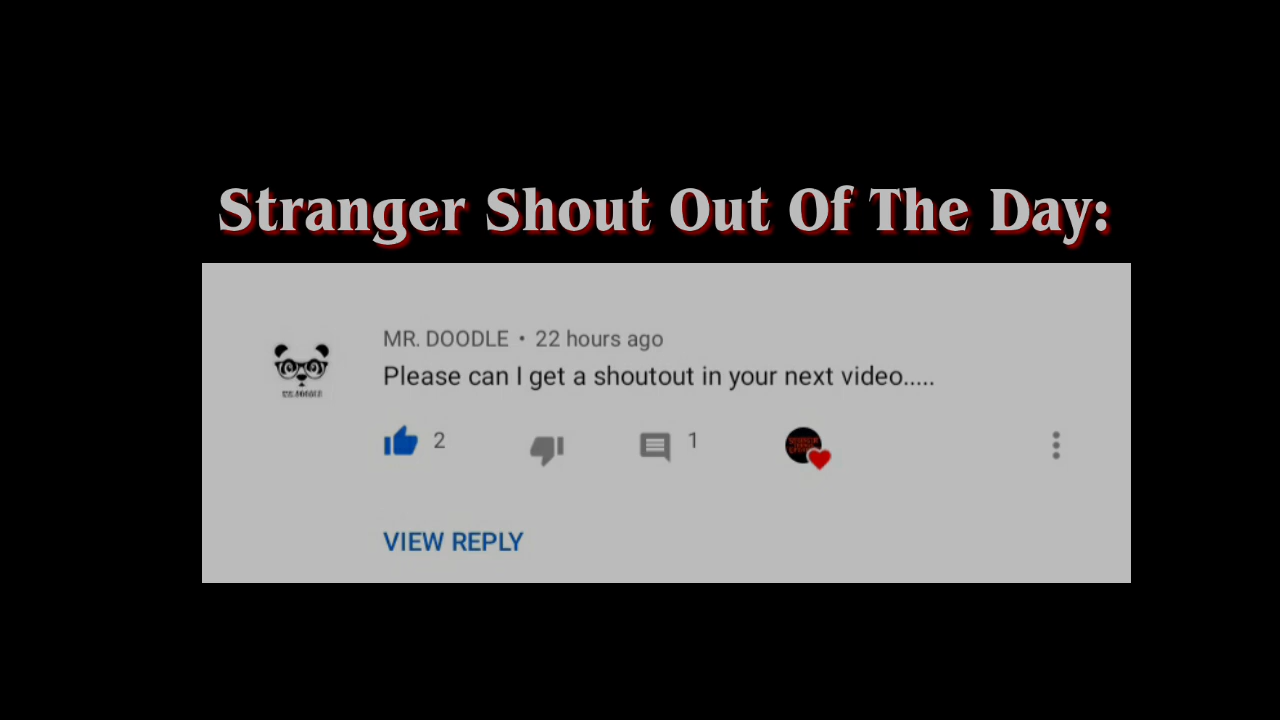 Stranger Shout Out Of The Day:
MR. DOODLE • 22 hours ago
Please can I get a shoutout in your next video.....
2
1
VIEW REPLY